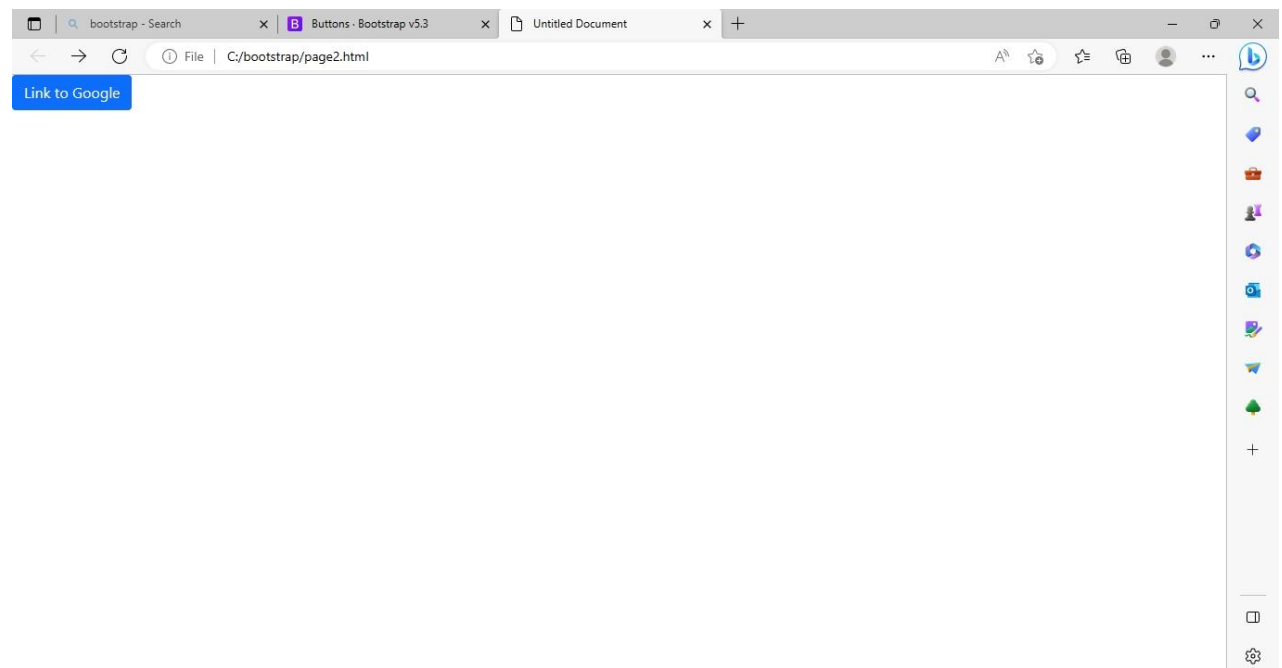 bootstrap - Search
B Buttons · Bootstrap v5.3
Untitled Document
File C:/bootstrap/page2.html
Link to Google